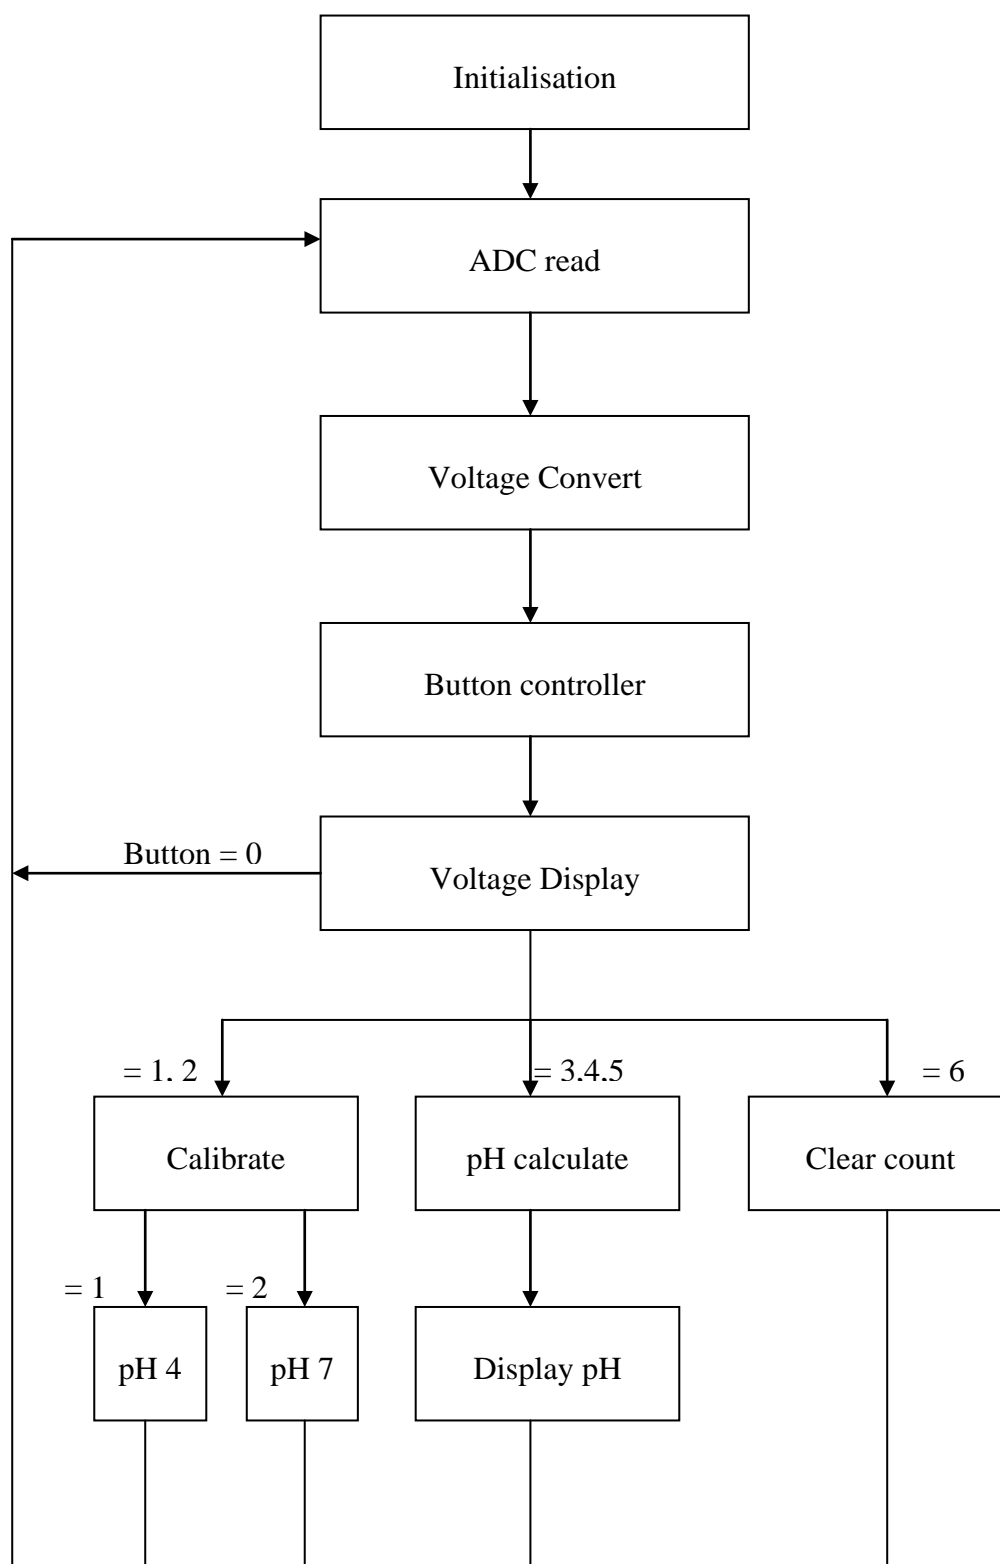 Initialisation
ADC read
Voltage Convert
Button controller
Button = 0
Voltage Display
= 1, 2
= 3,4,5
= 6
Calibrate
pH calculate
Clear count
= 1
= 2
pH 4
pH 7
Display pH